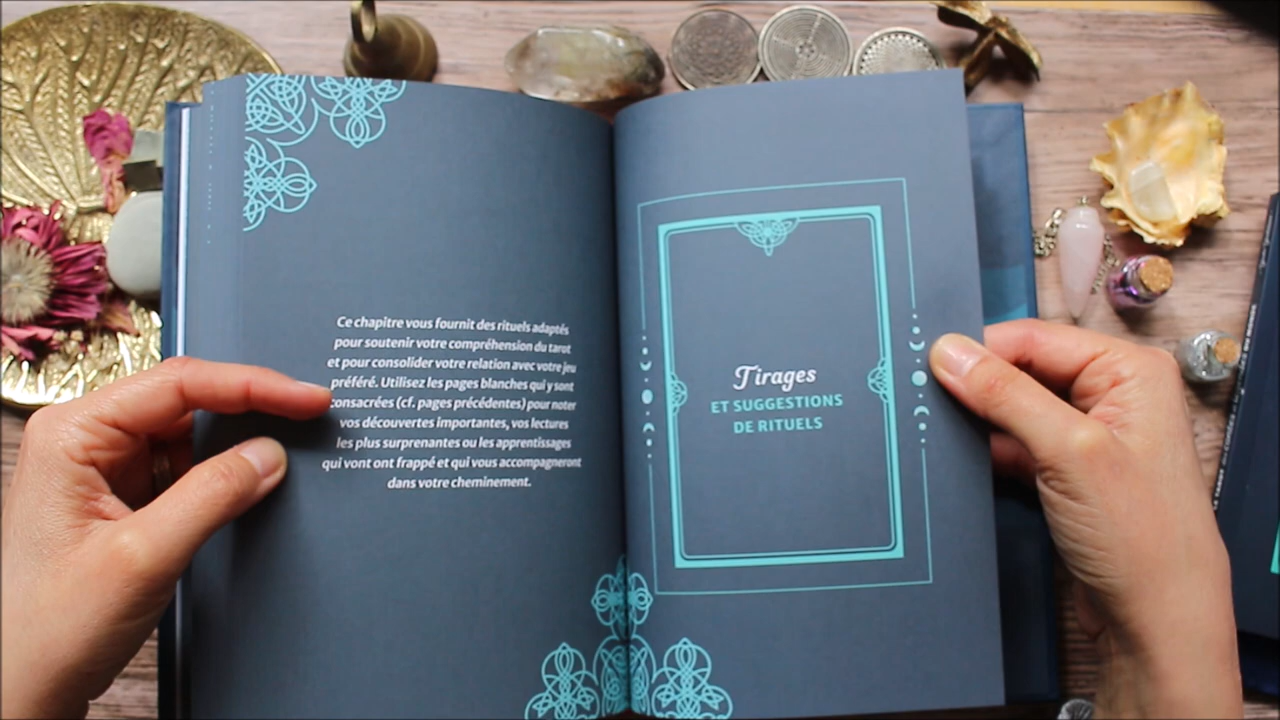 Ce chapitre vous fournit des rituels adaptés
pour soutenir votre compréhension du tarot
et pour consolider votre relation avec votre jeu
préféré. Utilisez les pages blanches qui y sont
consacrées (cf. pages précédentes) pour noter
vos découvertes importantes, vos lectures
les plus surprenantes ou les apprentissages
qui vont ont frappé et qui vous accompagneront
dans votre cheminement.
Tirages
ET SUGGESTIONS
DE RITUELS